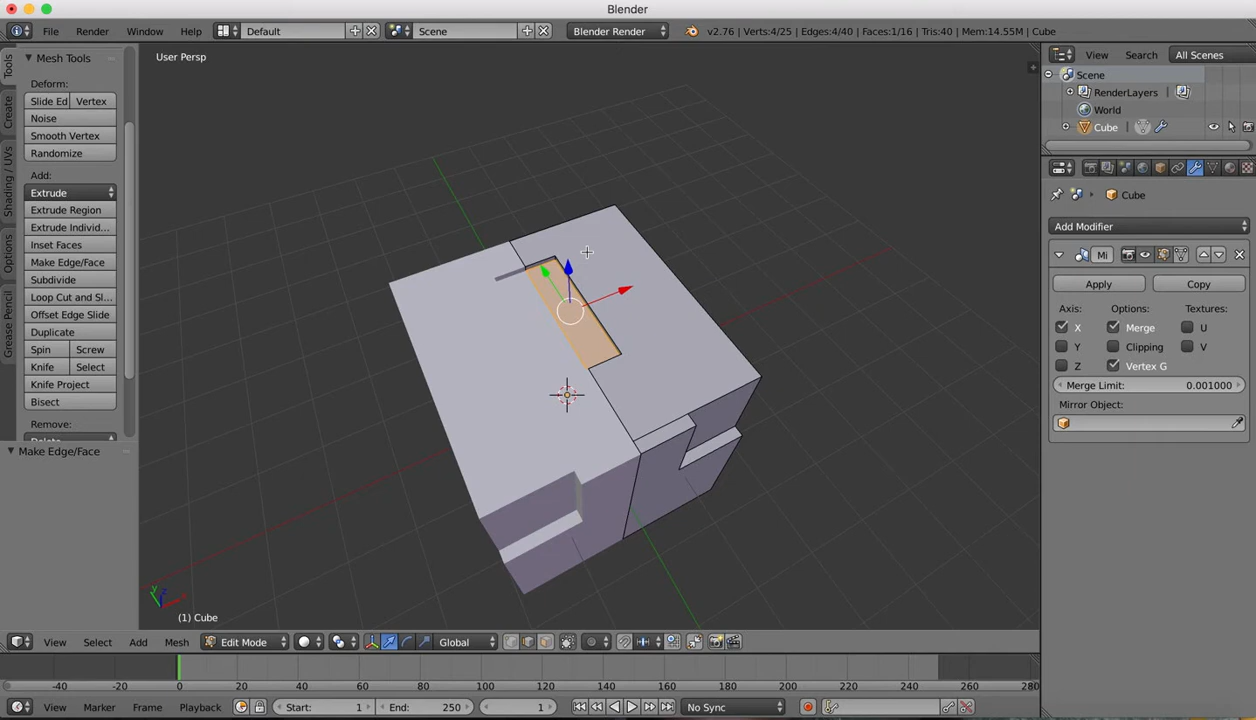 Blender
File Render Window Help Default Scene Blender Render v2.76 | Verts:4/25 | Edges:4/40 | Faces:1/16 | Tris:40 | Mem:14.55M | Cube
Tools
Create
Shading / UVs
Options
Grease Pencil
Mesh Tools
Deform:
Slide Ed Vertex
Noise
Smooth Vertex
Randomize
Add:
Extrude
Extrude Region
Extrude Individ...
Inset Faces
Make Edge/Face
Subdivide
Loop Cut and Sl...
Offset Edge Slide
Duplicate
Spin Screw
Knife Select
Knife Project
Bisect
Remove:
Make Edge/Face
User Persp
(1) Cube
View Select Add Mesh Edit Mode Global
View Search All Scenes
Scene
RenderLayers
World
Cube
Cube
Add Modifier
Mi
Apply Copy
Axis: Options: Textures:
X Merge U
Y Clipping V
Z Vertex G
Merge Limit: 0.001000
Mirror Object:
-40 -20 0 20 40 60 80 100 120 140 160 180 200 220 240 260 280
View Marker Frame Playback Start: 1 End: 250 1 No Sync